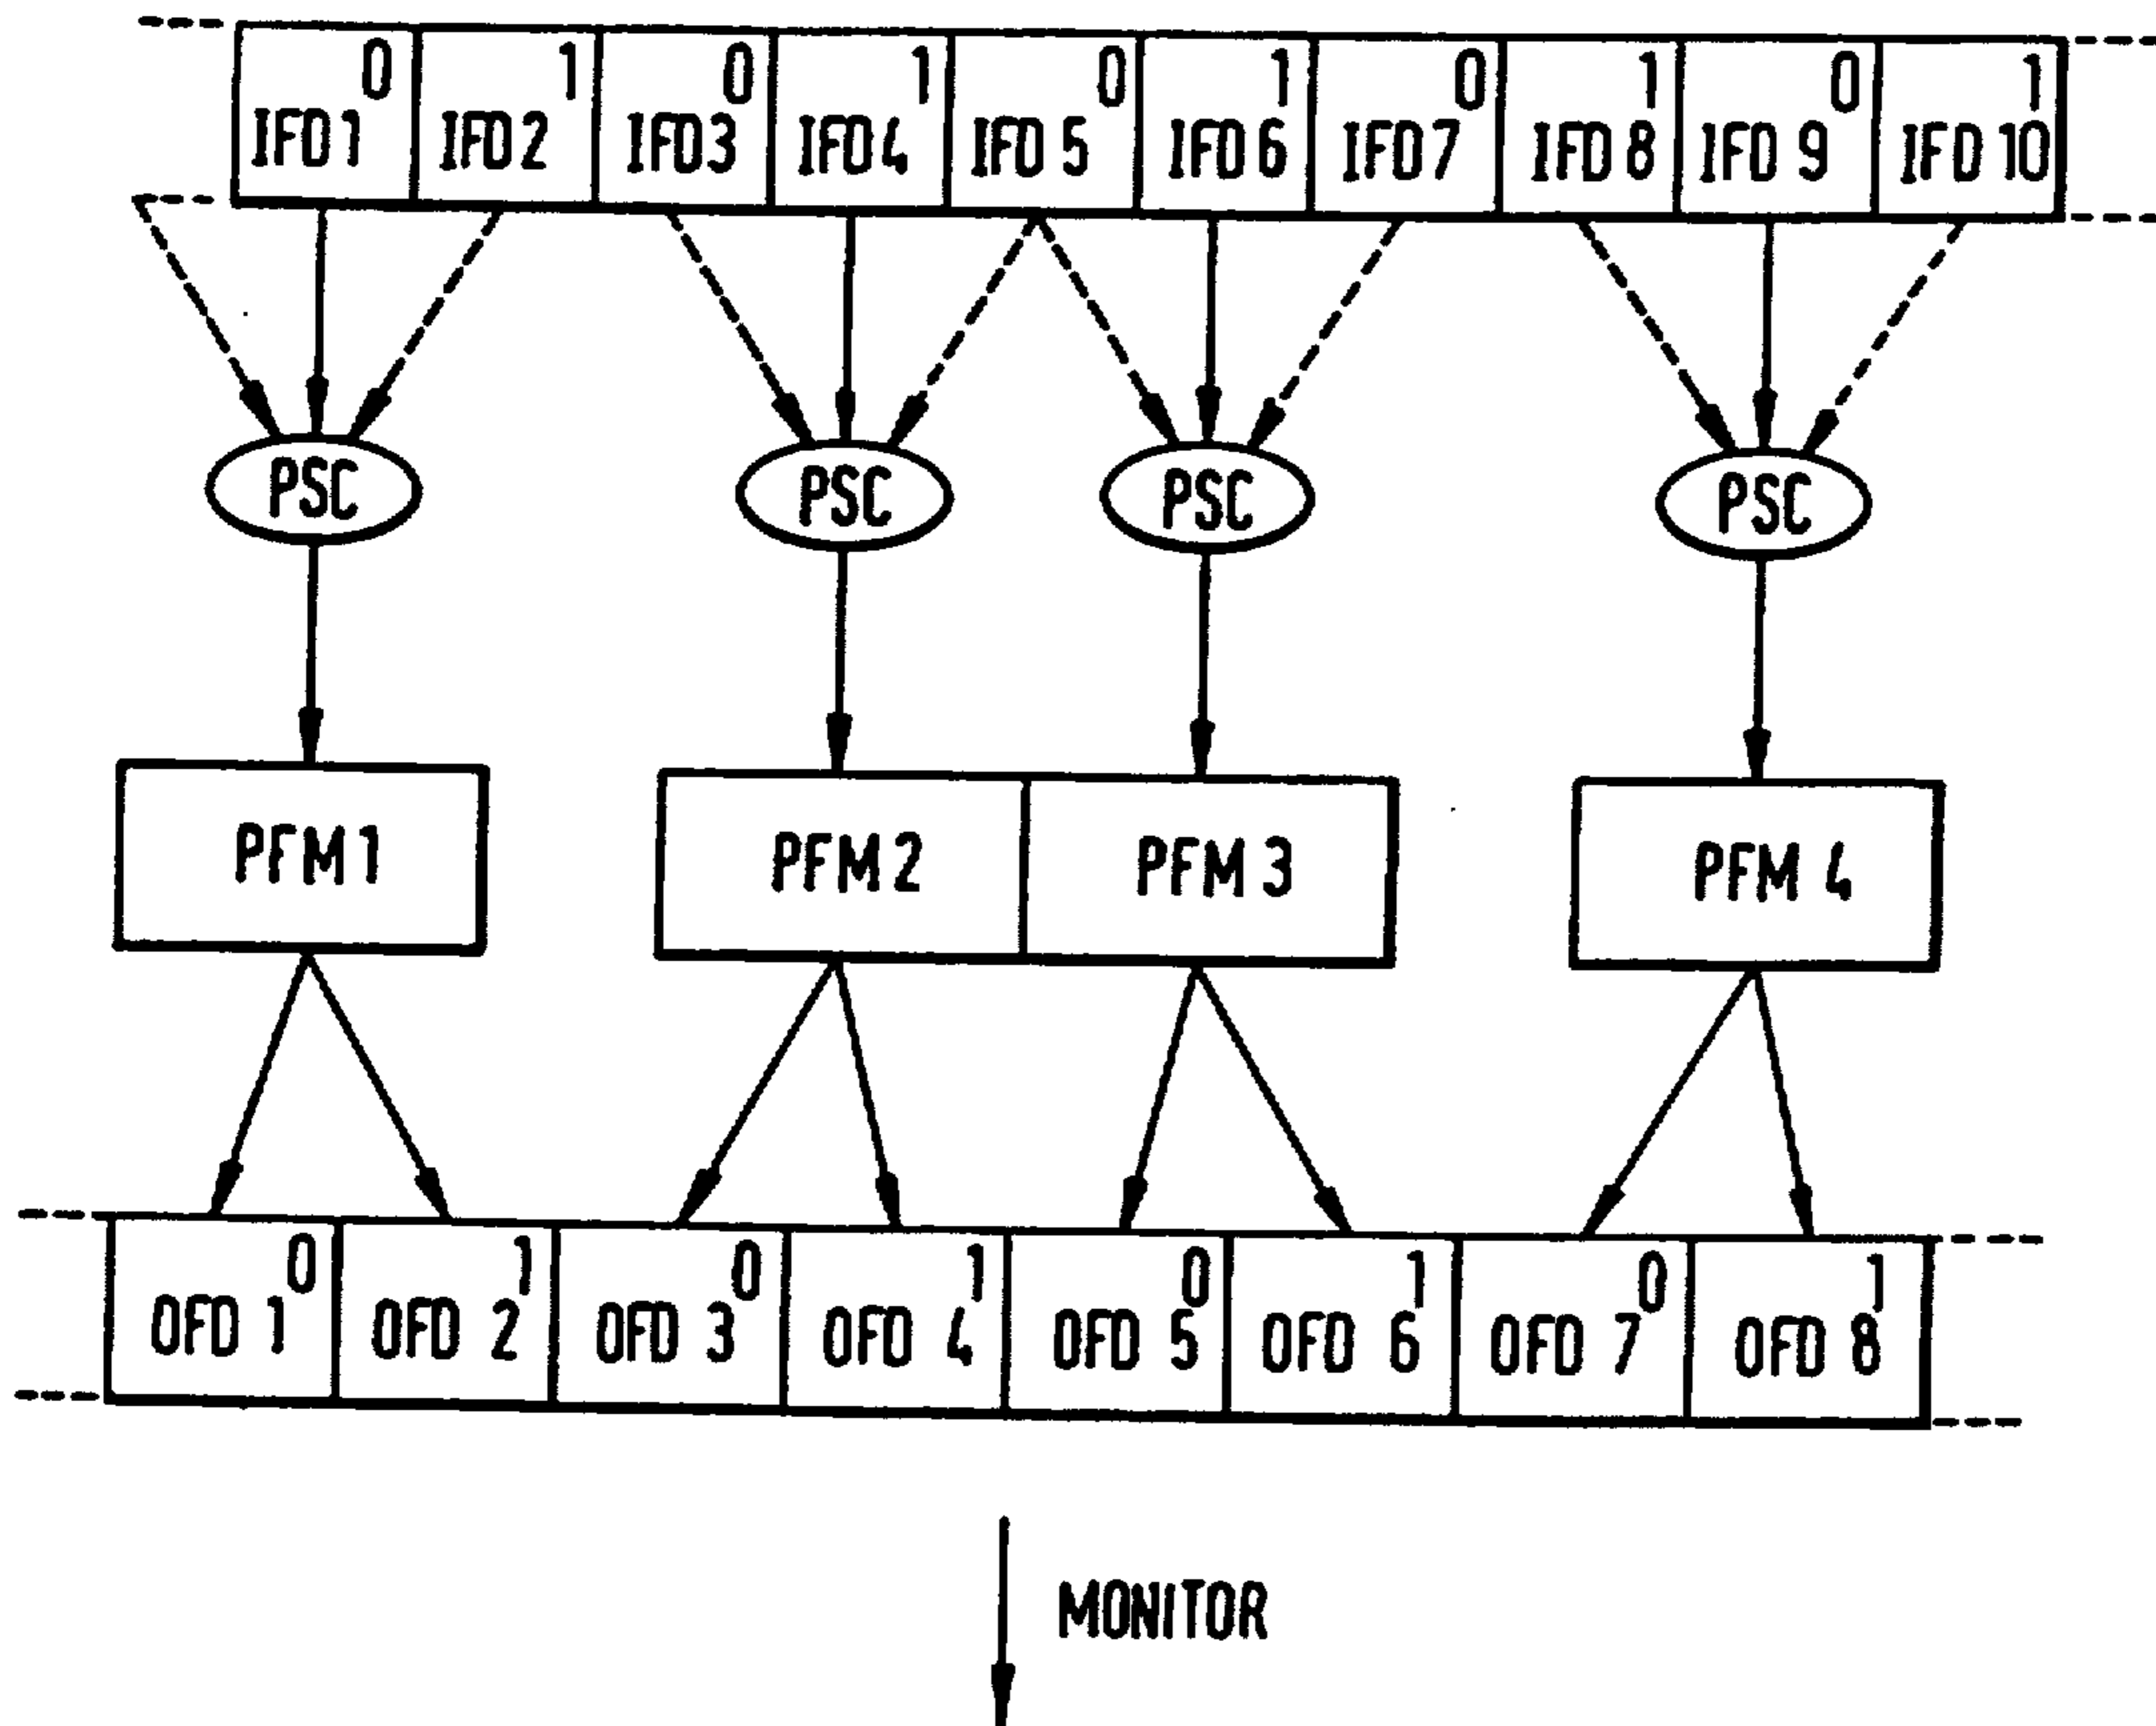 0 1 0 1 0 1 0 1 0 1
IFD 1 IFD 2 IFD 3 IFD 4 IFD 5 IFD 6 IFD 7 IFD 8 IFD 9 IFD 10
PSC PSC PSC PSC
PFM 1 PFM 2 PFM 3 PFM 4
0 1 0 1 0 1 0 1
OFD 1 OFD 2 OFD 3 OFD 4 OFD 5 OFD 6 OFD 7 OFD 8
MONITOR